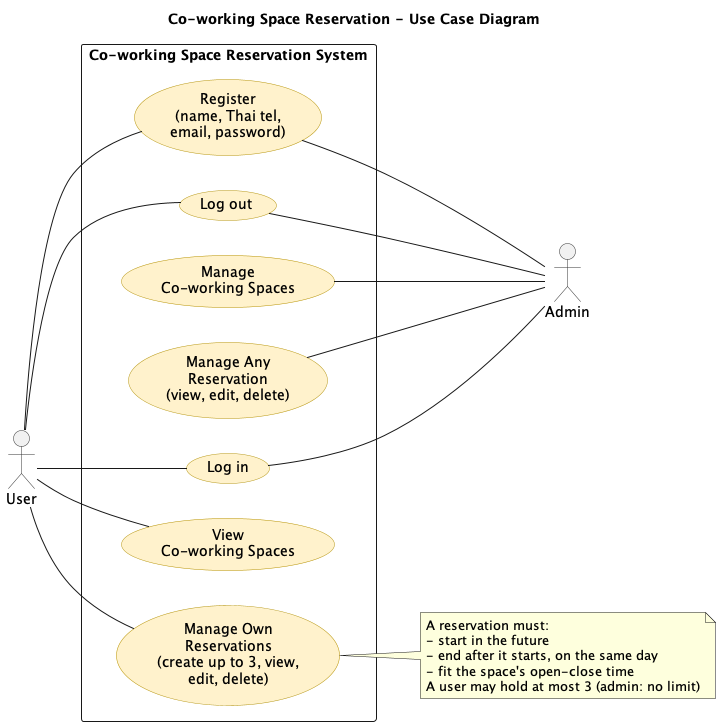 Co-working Space Reservation - Use Case Diagram
Co-working Space Reservation System
Register
(name, Thai tel,
email, password)
Log out
Manage
Co-working Spaces
Admin
Manage Any
Reservation
(view, edit, delete)
User
Log in
View
Co-working Spaces
Manage Own
Reservations
(create up to 3, view,
edit, delete)
A reservation must:
- start in the future
- end after it starts, on the same day
- fit the space's open-close time
A user may hold at most 3 (admin: no limit)